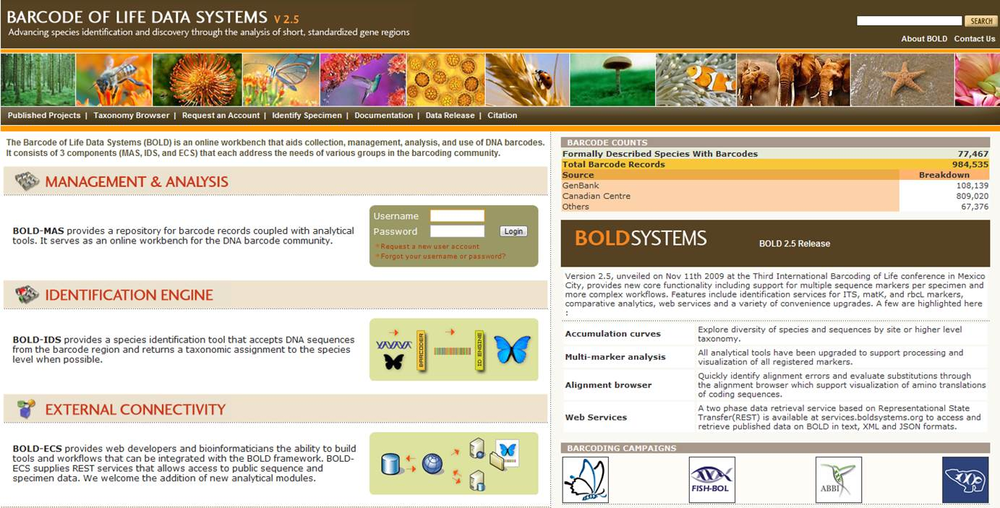 BARCODE OF LIFE DATA SYSTEMS V 2.5
Advancing species identification and discovery through the analysis of short, standardized gene regions
SEARCH
About BOLD Contact Us
Published Projects | Taxonomy Browser | Request an Account | Identify Specimen | Documentation | Data Release | Citation
The Barcode of Life Data Systems (BOLD) is an online workbench that aids collection, management, analysis, and use of DNA barcodes.
It consists of 3 components (MAS, IDS, and ECS) that each address the needs of various groups in the barcoding community.
MANAGEMENT & ANALYSIS
BOLD-MAS provides a repository for barcode records coupled with analytical
tools. It serves as an online workbench for the DNA barcode community.
Username
Password Login
*Request a new user account
*Forgot your username or password?
IDENTIFICATION ENGINE
BOLD-IDS provides a species identification tool that accepts DNA sequences
from the barcode region and returns a taxonomic assignment to the species
level when possible.
BARCODER
ID ENGINE
EXTERNAL CONNECTIVITY
BOLD-ECS provides web developers and bioinformaticians the ability to build
tools and workflows that can be integrated with the BOLD framework. BOLD-
ECS supplies REST services that allows access to public sequence and
specimen data. We welcome the addition of new analytical modules.
BARCODE COUNTS
Formally Described Species With Barcodes 77,467
Total Barcode Records 984,535
Source Breakdown
GenBank 108,139
Canadian Centre 809,020
Others 67,376
BOLDSYSTEMS BOLD 2.5 Release
Version 2.5, unveiled on Nov 11th 2009 at the Third International Barcoding of Life conference in Mexico
City, provides new core functionality including support for multiple sequence markers per specimen and
more complex workflows. Features include identification services for ITS, matK, and rbcL markers,
comparative analytics, web services and a variety of convenience upgrades. A few are highlighted here
:
Accumulation curves Explore diversity of species and sequences by site or higher level
taxonomy.
Multi-marker analysis All analytical tools have been upgraded to support processing and
visualization of all registered markers.
Alignment browser Quickly identify alignment errors and evaluate substitutions through
the alignment browser which support visualization of amino translations
of coding sequences.
Web Services A two phase data retrieval service based on Representational State
Transfer(REST) is available at services.boldsystems.org to access and
retrieve published data on BOLD in text, XML and JSON formats.
BARCODING CAMPAIGNS
FISH-BOL
ABBI